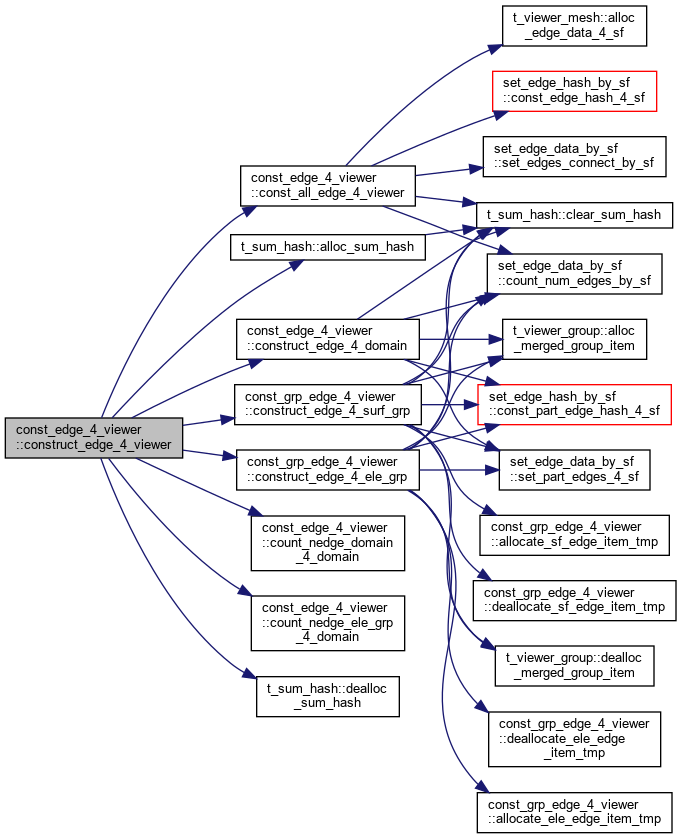 const_edge_4_viewer
::construct_edge_4_viewer
const_edge_4_viewer
::const_all_edge_4_viewer
t_sum_hash::alloc_sum_hash
const_edge_4_viewer
::construct_edge_4_domain
const_grp_edge_4_viewer
::construct_edge_4_surf_grp
const_grp_edge_4_viewer
::construct_edge_4_ele_grp
const_edge_4_viewer
::count_nedge_domain
_4_domain
const_edge_4_viewer
::count_nedge_ele_grp
_4_domain
t_sum_hash::dealloc
_sum_hash
t_viewer_mesh::alloc
_edge_data_4_sf
set_edge_hash_by_sf
::const_edge_hash_4_sf
set_edge_data_by_sf
::set_edges_connect_by_sf
t_sum_hash::clear_sum_hash
set_edge_data_by_sf
::count_num_edges_by_sf
t_viewer_group::alloc
_merged_group_item
set_edge_hash_by_sf
::const_part_edge_hash_4_sf
set_edge_data_by_sf
::set_part_edges_4_sf
const_grp_edge_4_viewer
::allocate_sf_edge_item_tmp
const_grp_edge_4_viewer
::deallocate_sf_edge_item_tmp
t_viewer_group::dealloc
_merged_group_item
const_grp_edge_4_viewer
::deallocate_ele_edge
_item_tmp
const_grp_edge_4_viewer
::allocate_ele_edge_item_tmp